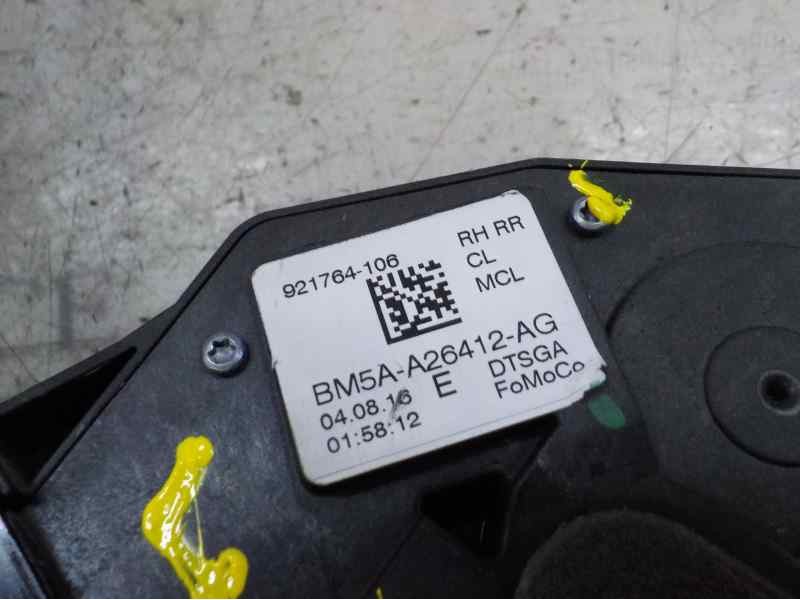 921764-106
RH RR
CL
MCL
BM5A-A26412-AG
04.08.16 E DTSGA
01:58:12 FoMoCo